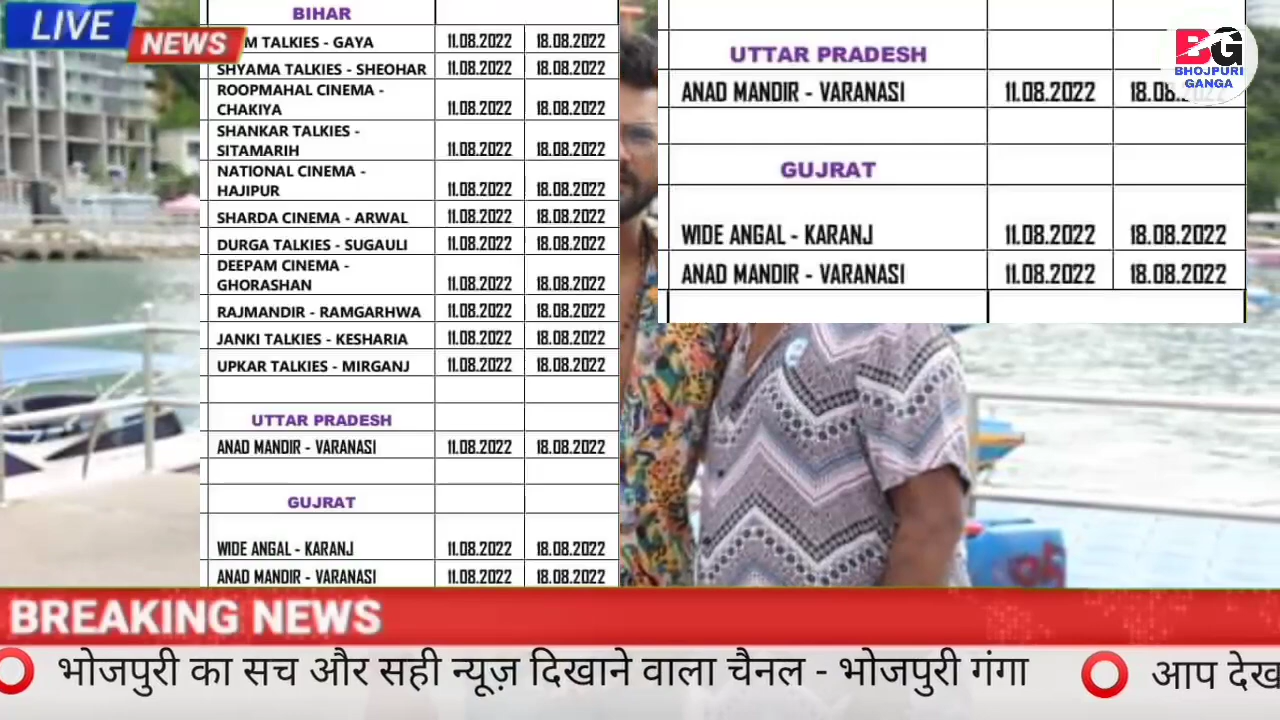 LIVE
NEWS
BIHAR
TALKIES - GAYA 11.08.2022 18.08.2022
SHYAMA TALKIES - SHEOHAR 11.08.2022 18.08.2022
ROOPMAHAL CINEMA -
CHAKIYA 11.08.2022 18.08.2022
SHANKAR TALKIES -
SITAMARIH 11.08.2022 18.08.2022
NATIONAL CINEMA -
HAJIPUR 11.08.2022 18.08.2022
SHARDA CINEMA - ARWAL 11.08.2022 18.08.2022
DURGA TALKIES - SUGAULI 11.08.2022 18.08.2022
DEEPAM CINEMA -
GHORASHAN 11.08.2022 18.08.2022
RAJMANDIR - RAMGARHWA 11.08.2022 18.08.2022
JANKI TALKIES - KESHARIA 11.08.2022 18.08.2022
UPKAR TALKIES - MIRGANJ 11.08.2022 18.08.2022
UTTAR PRADESH
ANAD MANDIR - VARANASI 11.08.2022 18.08.2022
GUJRAT
WIDE ANGAL - KARANJ 11.08.2022 18.08.2022
ANAD MANDIR - VARANASI 11.08.2022 18.08.2022
UTTAR PRADESH
ANAD MANDIR - VARANASI 11.08.2022 18.08.
GUJRAT
WIDE ANGAL - KARANJ 11.08.2022 18.08.2022
ANAD MANDIR - VARANASI 11.08.2022 18.08.2022
BG
BHOJPURI
GANGA
BREAKING NEWS
भोजपुरी का सच और सही न्यूज़ दिखाने वाला चैनल - भोजपुरी गंगा आप देख